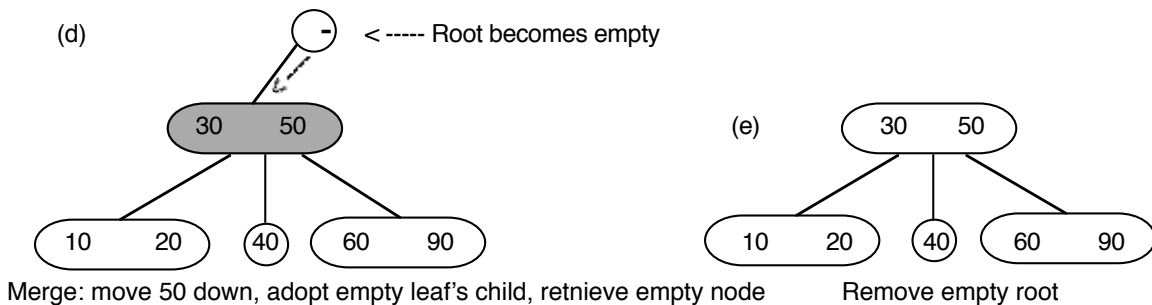 (d) - < ----- Root becomes empty
30 50
(e) 30 50
10 20 40 60 90
10 20 40 60 90
Merge: move 50 down, adopt empty leaf's child, retnieve empty node
Remove empty root